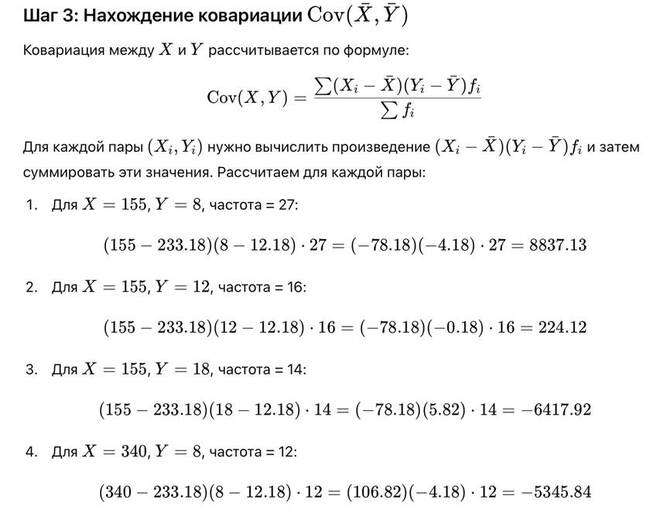 Шаг 3: Нахождение ковариации Cov(X̄, Ȳ)
Ковариация между X и Y рассчитывается по формуле:
Cov(X, Y) = ∑(Xᵢ − X̄)(Yᵢ − Ȳ)fᵢ / ∑ fᵢ
Для каждой пары (Xᵢ, Yᵢ) нужно вычислить произведение (Xᵢ − X̄)(Yᵢ − Ȳ)fᵢ и затем
суммировать эти значения. Рассчитаем для каждой пары:
1. Для X = 155, Y = 8, частота = 27:
(155 − 233.18)(8 − 12.18) · 27 = (−78.18)(−4.18) · 27 = 8837.13
2. Для X = 155, Y = 12, частота = 16:
(155 − 233.18)(12 − 12.18) · 16 = (−78.18)(−0.18) · 16 = 224.12
3. Для X = 155, Y = 18, частота = 14:
(155 − 233.18)(18 − 12.18) · 14 = (−78.18)(5.82) · 14 = −6417.92
4. Для X = 340, Y = 8, частота = 12:
(340 − 233.18)(8 − 12.18) · 12 = (106.82)(−4.18) · 12 = −5345.84